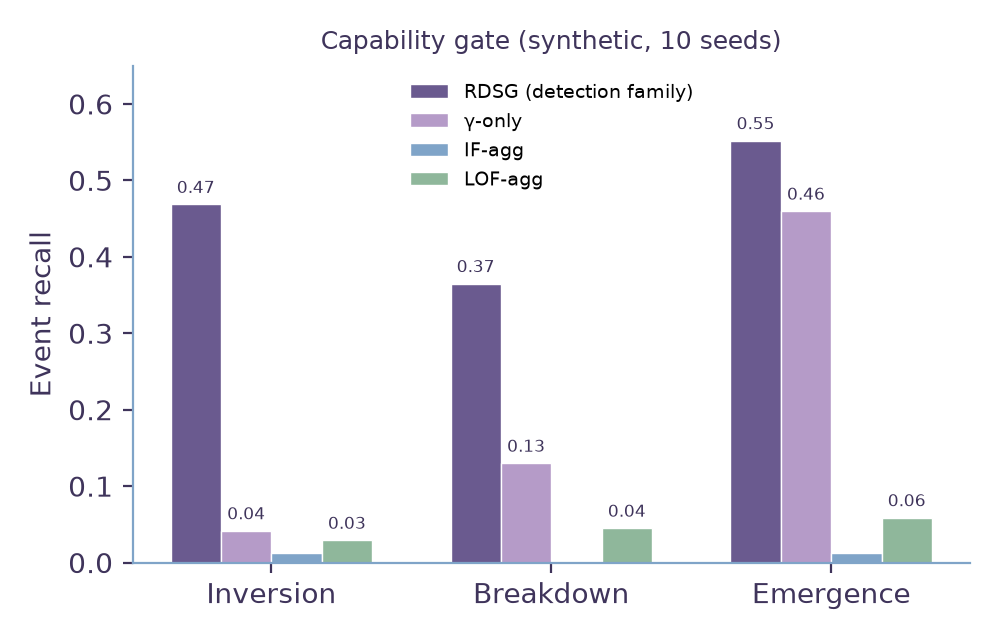 Capability gate (synthetic, 10 seeds)
RDSG (detection family)
γ-only
IF-agg
LOF-agg
Event recall
0.6
0.5
0.4
0.3
0.2
0.1
0.0
0.47
0.04
0.03
0.37
0.13
0.04
0.55
0.46
0.06
Inversion
Breakdown
Emergence